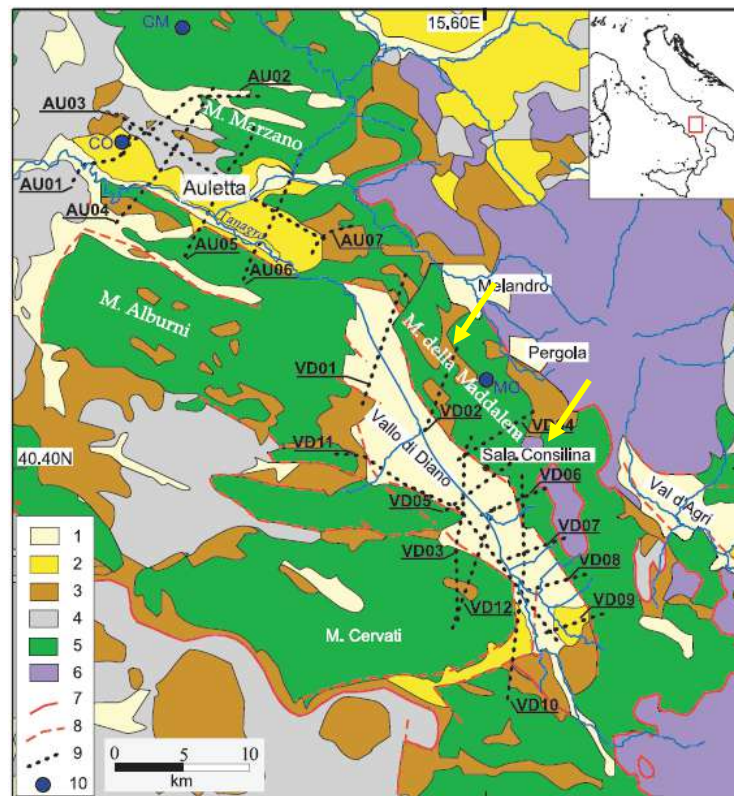 CM
15.60E
AU02
AU03
M. Marzano
CO
AU01
Auletta
AU04
Tanagro
AU07
AU05
AU06
Melandro
M. Alburni
M. della Maddalena
Pergola
MO
VD01
VD02
Vallo di Diano
VD14
VD11
Sala Consilina
40.40N
VD06
Val d'Agri
VD05
VD07
VD03
VD08
VD09
VD12
M. Cervati
VD10
1
2
3
4
5
6
7
8
9
10
0 5 10
km